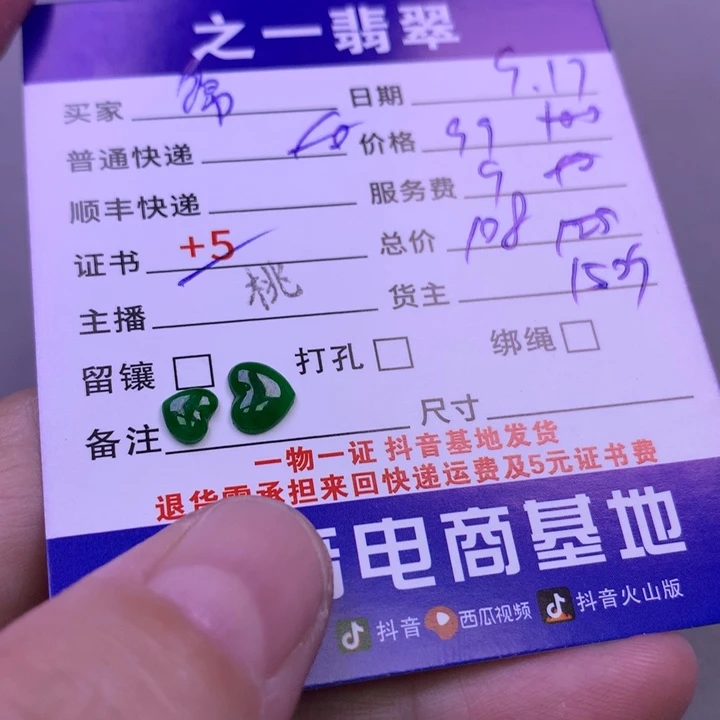 之一翡翠
买家 日期 9.17
普通快递 价格 99
顺丰快递 服务费 9
证书 +5 总价 108
主播 桃 货主
留镶 打孔 绑绳
备注 尺寸
一物一证 抖音基地发货
退货需承担来回快递运费及5元证书费
电商基地
抖音 西瓜视频 抖音火山版